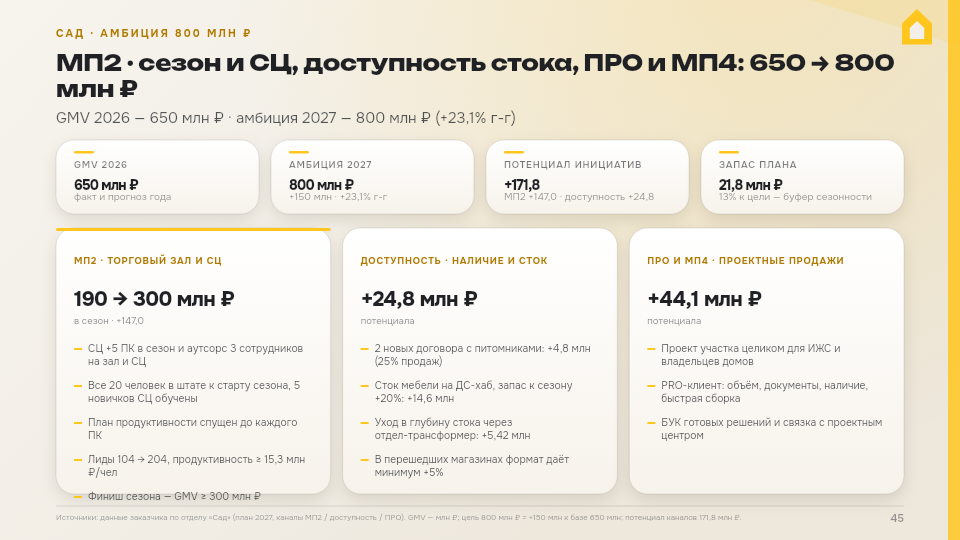 САД · АМБИЦИЯ 800 МЛН ₽
МП2 · сезон и СЦ, доступность стока, ПРО и МП4: 650 → 800
млн ₽
GMV 2026 — 650 млн ₽ · амбиция 2027 — 800 млн ₽ (+23,1% г-г)
GMV 2026
650 млн ₽
факт и прогноз года
АМБИЦИЯ 2027
800 млн ₽
+150 млн · +23,1% г-г
ПОТЕНЦИАЛ ИНИЦИАТИВ
+171,8
МП2 +147,0 · доступность +24,8
ЗАПАС ПЛАНА
21,8 млн ₽
13% к цели — буфер сезонности
МП2 · ТОРГОВЫЙ ЗАЛ И СЦ
190 → 300 млн ₽
в сезон · +147,0
СЦ +5 ПК в сезон и аутсорс 3 сотрудников
на зал и СЦ
Все 20 человек в штате к старту сезона, 5
новичков СЦ обучены
План продуктивности спущен до каждого
ПК
Лиды 104 → 204, продуктивность ≥ 15,3 млн
₽/чел
Финиш сезона — GMV ≥ 300 млн ₽
ДОСТУПНОСТЬ · НАЛИЧИЕ И СТОК
+24,8 млн ₽
потенциала
2 новых договора с питомниками: +4,8 млн
(25% продаж)
Сток мебели на ДС-хаб, запас к сезону
+20%: +14,6 млн
Уход в глубину стока через
отдел-трансформер: +5,42 млн
В перешедших магазинах формат даёт
минимум +5%
ПРО И МП4 · ПРОЕКТНЫЕ ПРОДАЖИ
+44,1 млн ₽
потенциала
Проект участка целиком для ИЖС и
владельцев домов
PRO-клиент: объём, документы, наличие,
быстрая сборка
БУК готовых решений и связка с проектным
центром
Источники: данные заказчика по отделу «Сад» (план 2027, каналы МП2 / доступность / ПРО). GMV — млн ₽; цель 800 млн ₽ = +150 млн к базе 650 млн; потенциал каналов 171,8 млн ₽.
45